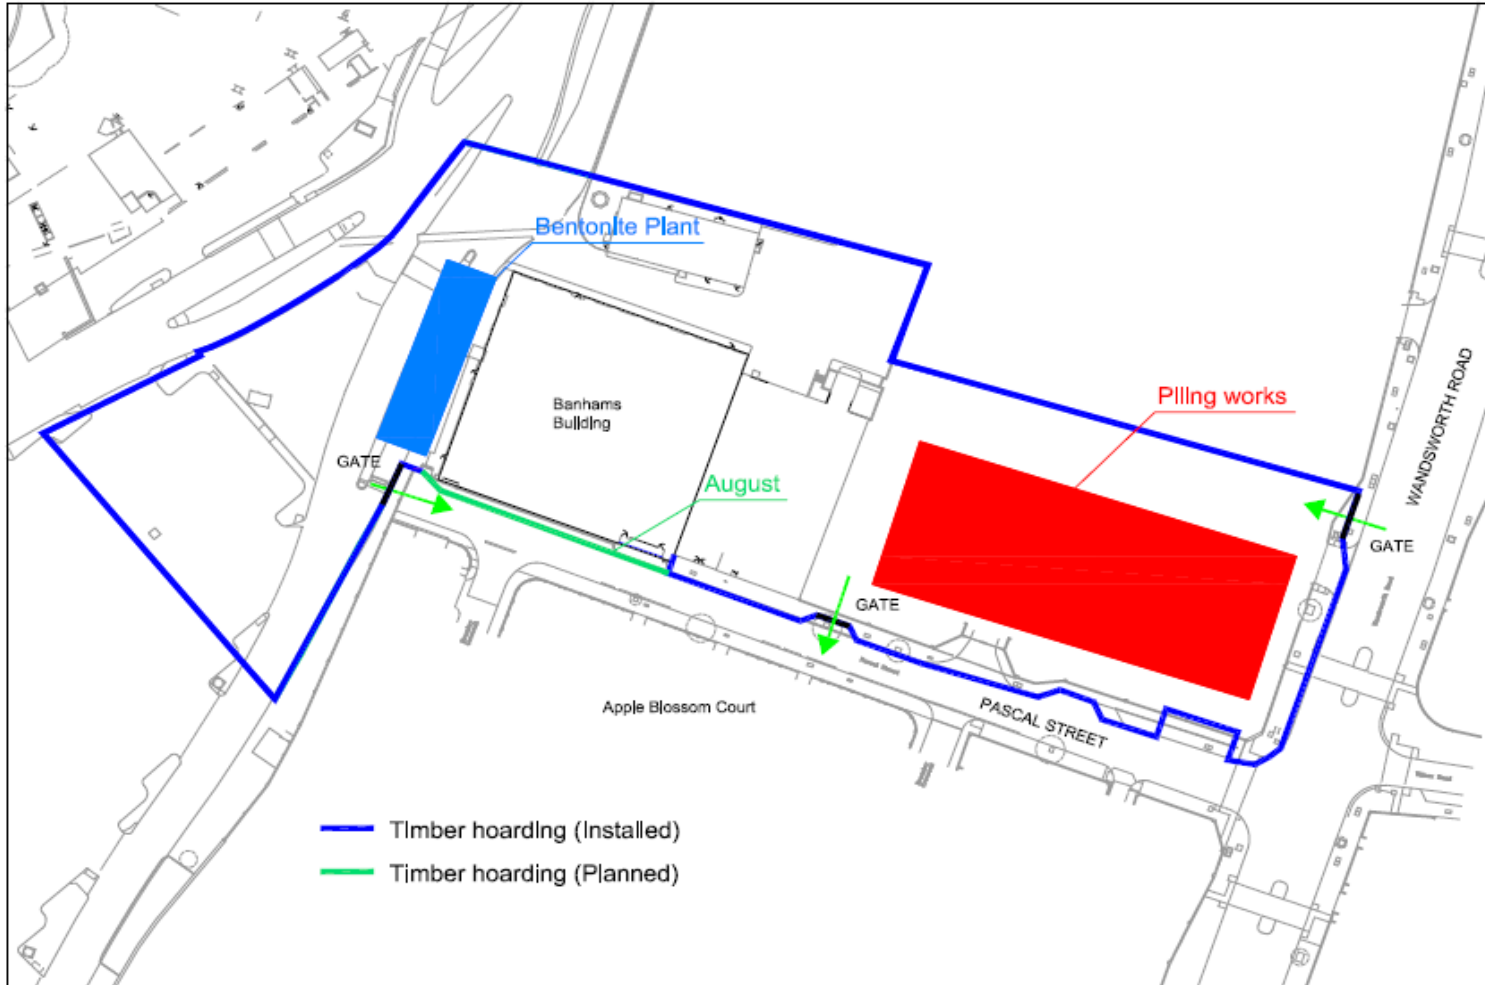 Bentonite Plant
WANDSWORTH ROAD
Piling works
Banhams
Building
GATE
August
GATE
GATE
PASCAL STREET
Apple Blossom Court
Timber hoarding (Installed)
Timber hoarding (Planned)